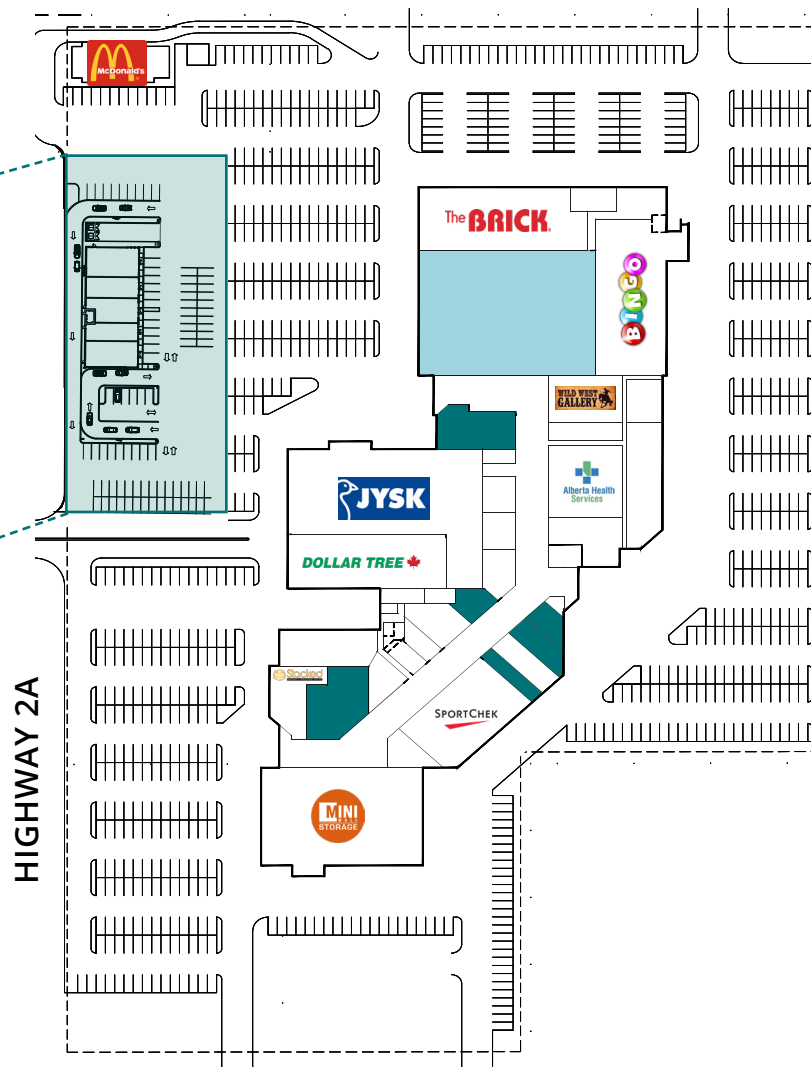 McDonald's
The BRICK
BINGO
WILD WEST
GALLERY
JYSK
Alberta Health
Services
DOLLAR TREE
Stacked
SPORTCHEK
MINI
MALL
STORAGE
HIGHWAY 2A